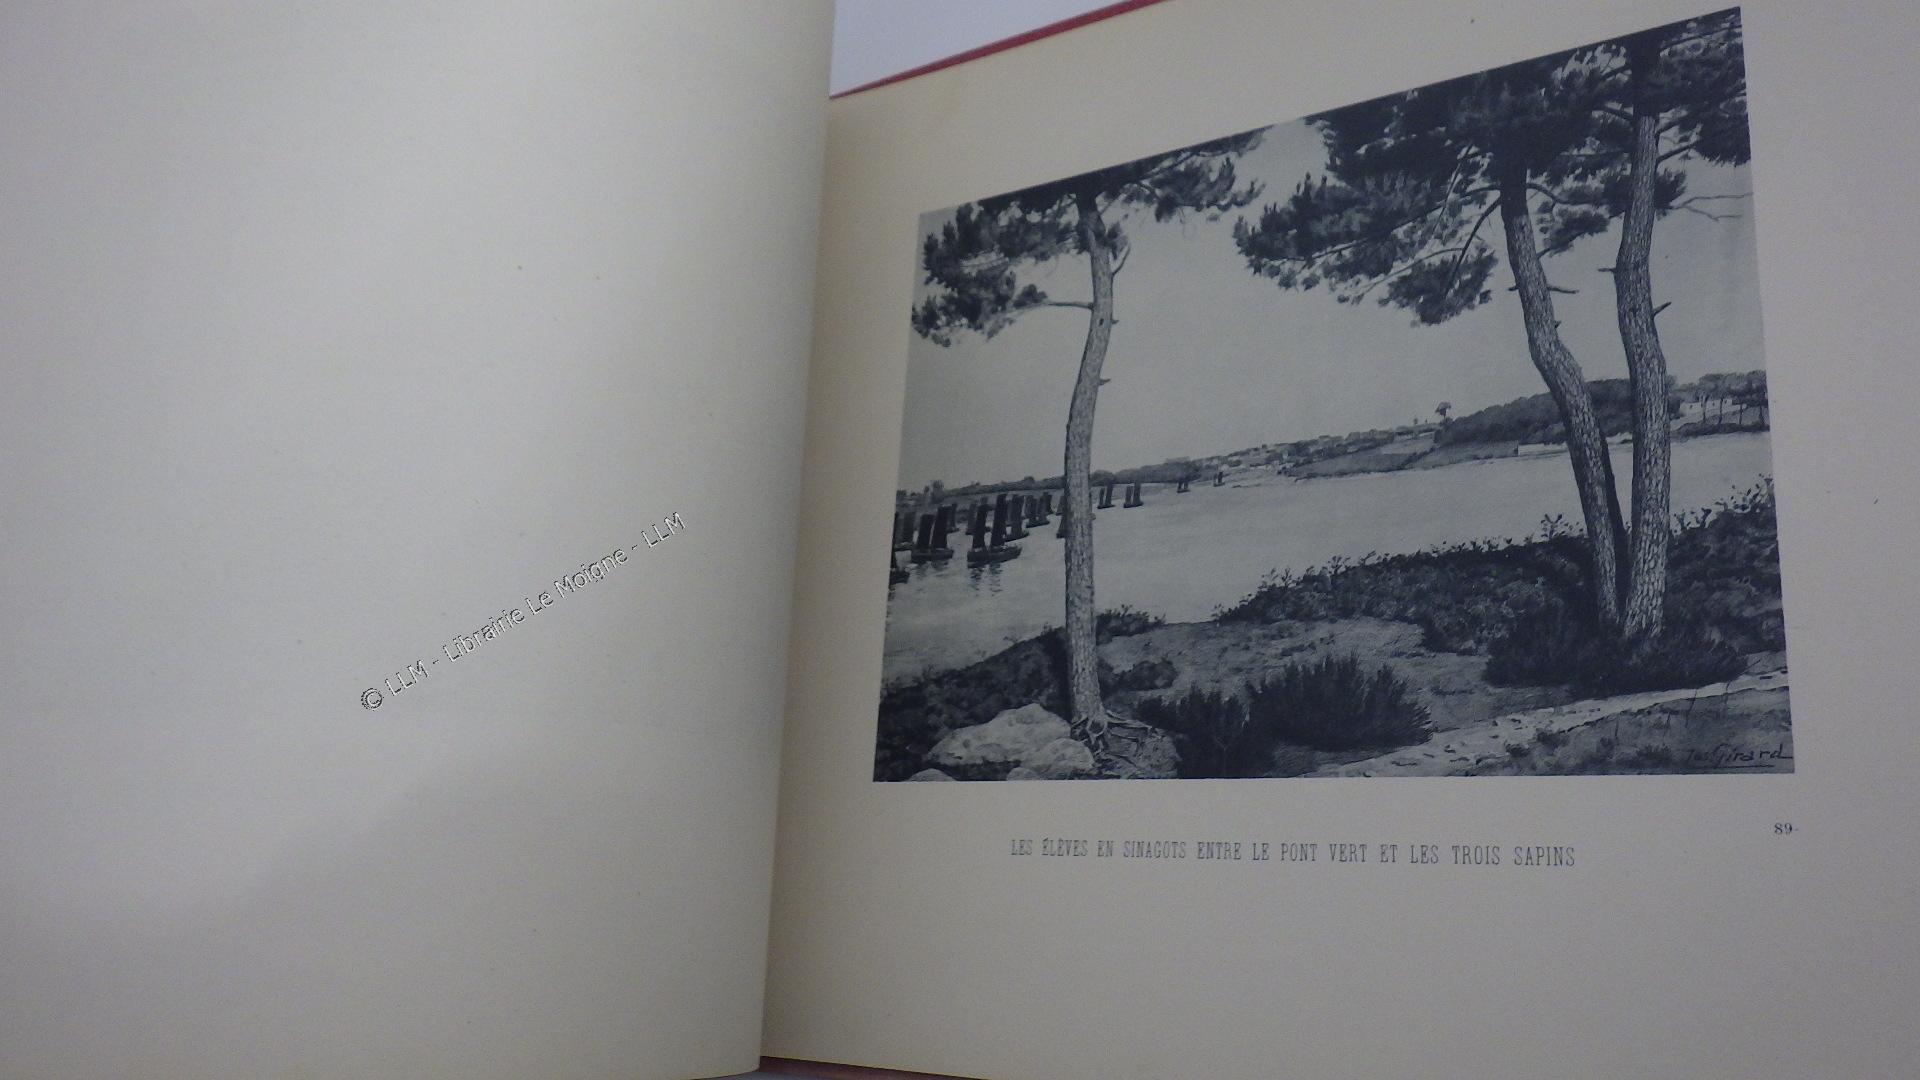 © LLM - Librairie Le Moigne - LLM
Jos. Girard
89-
LES ÉLÈVES EN SINAGOTS ENTRE LE PONT VERT ET LES TROIS SAPINS